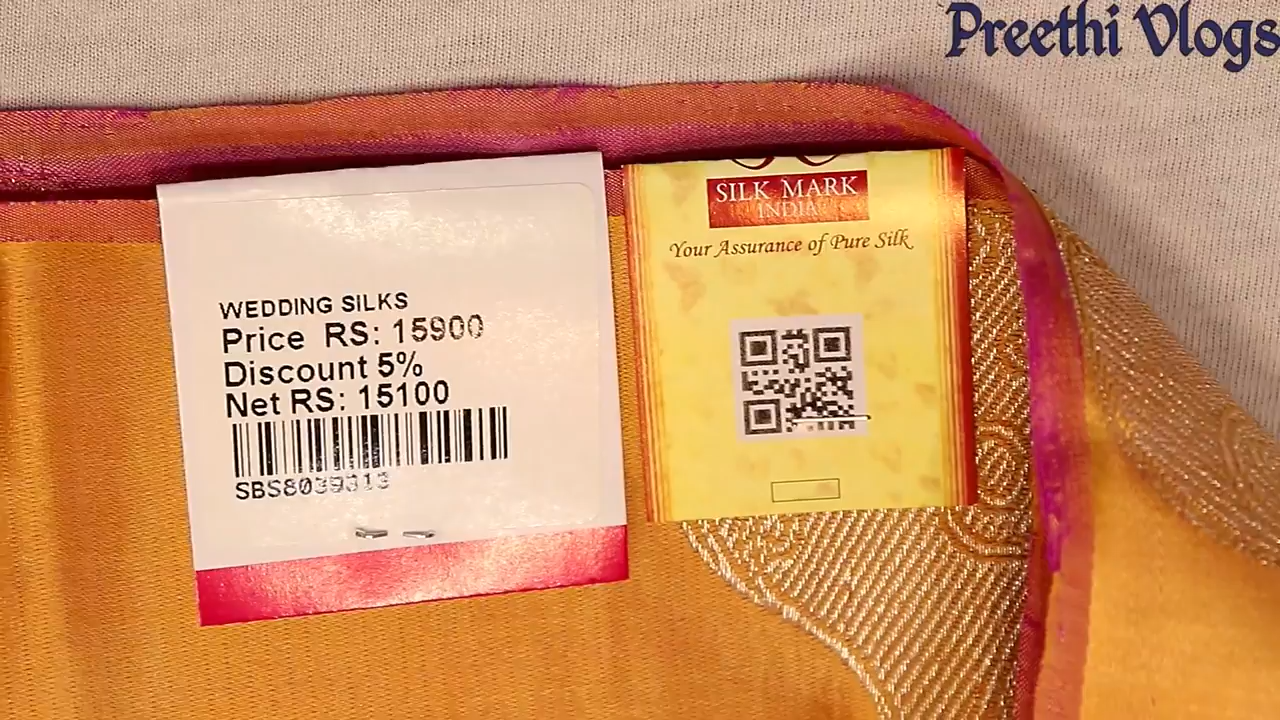 Preethi Vlogs
WEDDING SILKS
Price RS: 15900
Discount 5%
Net RS: 15100
SBS8039313
SILK MARK
INDIA
Your Assurance of Pure Silk